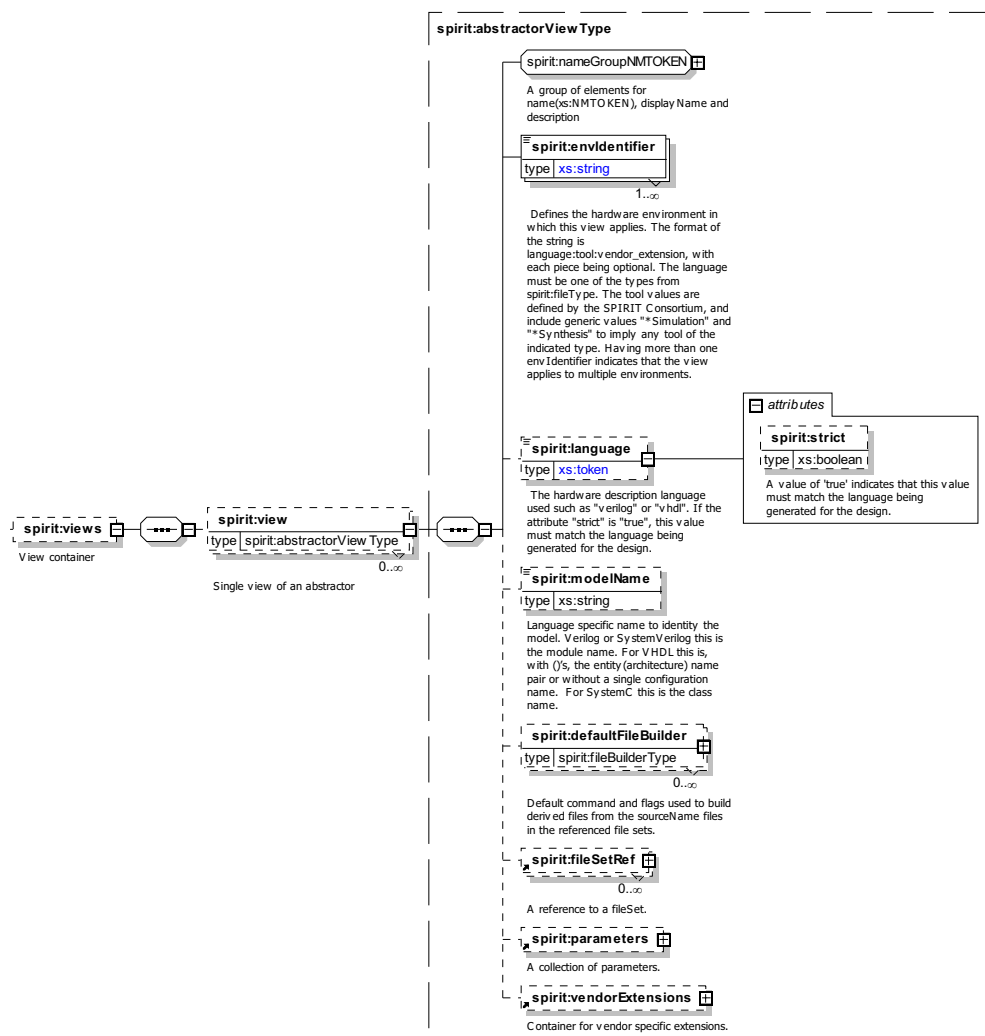 spirit:abstractorViewType
spirit:nameGroupNMTOKEN
A group of elements for
name(xs:NMTOKEN), displayName and
description
spirit:envIdentifier
type xs:string
1..∞
Defines the hardware environment in
which this view applies. The format of
the string is
language:tool:vendor_extension, with
each piece being optional. The language
must be one of the types from
spirit:fileType. The tool values are
defined by the SPIRIT Consortium, and
include generic values "*Simulation" and
"*Synthesis" to imply any tool of the
indicated type. Having more than one
envIdentifier indicates that the view
applies to multiple environments.
attributes
spirit:strict
type xs:boolean
A value of 'true' indicates that this value
must match the language being
generated for the design.
spirit:language
type xs:token
The hardware description language
used such as "verilog" or "vhdl". If the
attribute "strict" is "true", this value
must match the language being
generated for the design.
spirit:views
View container
spirit:view
type spirit:abstractorViewType
0..∞
Single view of an abstractor
spirit:modelName
type xs:string
Language specific name to identity the
model. Verilog or SystemVerilog this is
the module name. For VHDL this is,
with ()'s, the entity(architecture) name
pair or without a single configuration
name. For SystemC this is the class
name.
spirit:defaultFileBuilder
type spirit:fileBuilderType
0..∞
Default command and flags used to build
derived files from the sourceName files
in the referenced file sets.
spirit:fileSetRef
0..∞
A reference to a fileSet.
spirit:parameters
A collection of parameters.
spirit:vendorExtensions
Container for vendor specific extensions.